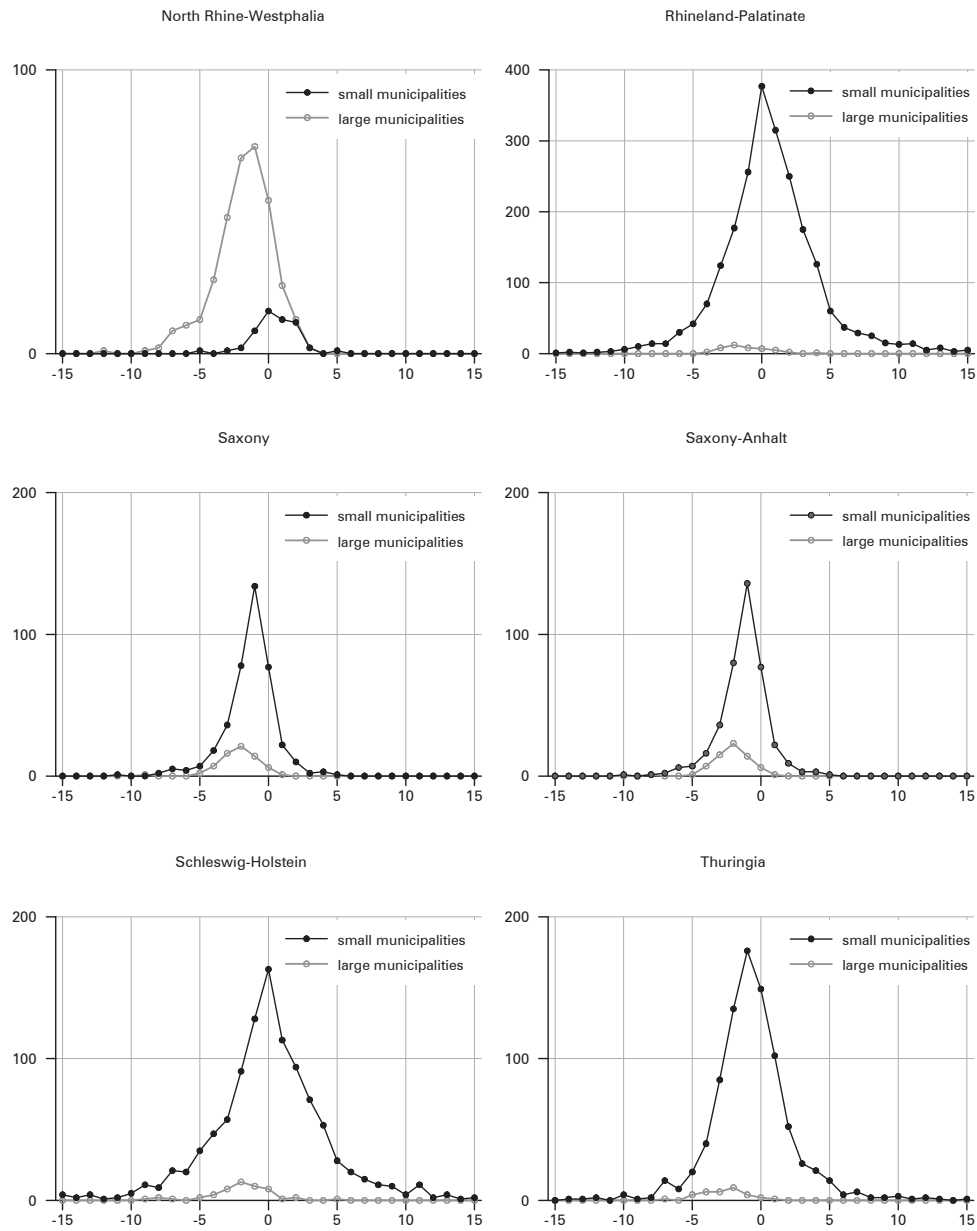 North Rhine-Westphalia
100
small municipalities
large municipalities
0
-15 -10 -5 0 5 10 15
Rhineland-Palatinate
400
small municipalities
large municipalities
300
200
100
0
-15 -10 -5 0 5 10 15
Saxony
200
small municipalities
large municipalities
100
0
-15 -10 -5 0 5 10 15
Saxony-Anhalt
200
small municipalities
large municipalities
100
0
-15 -10 -5 0 5 10 15
Schleswig-Holstein
200
small municipalities
large municipalities
100
0
-15 -10 -5 0 5 10 15
Thuringia
200
small municipalities
large municipalities
100
0
-15 -10 -5 0 5 10 15